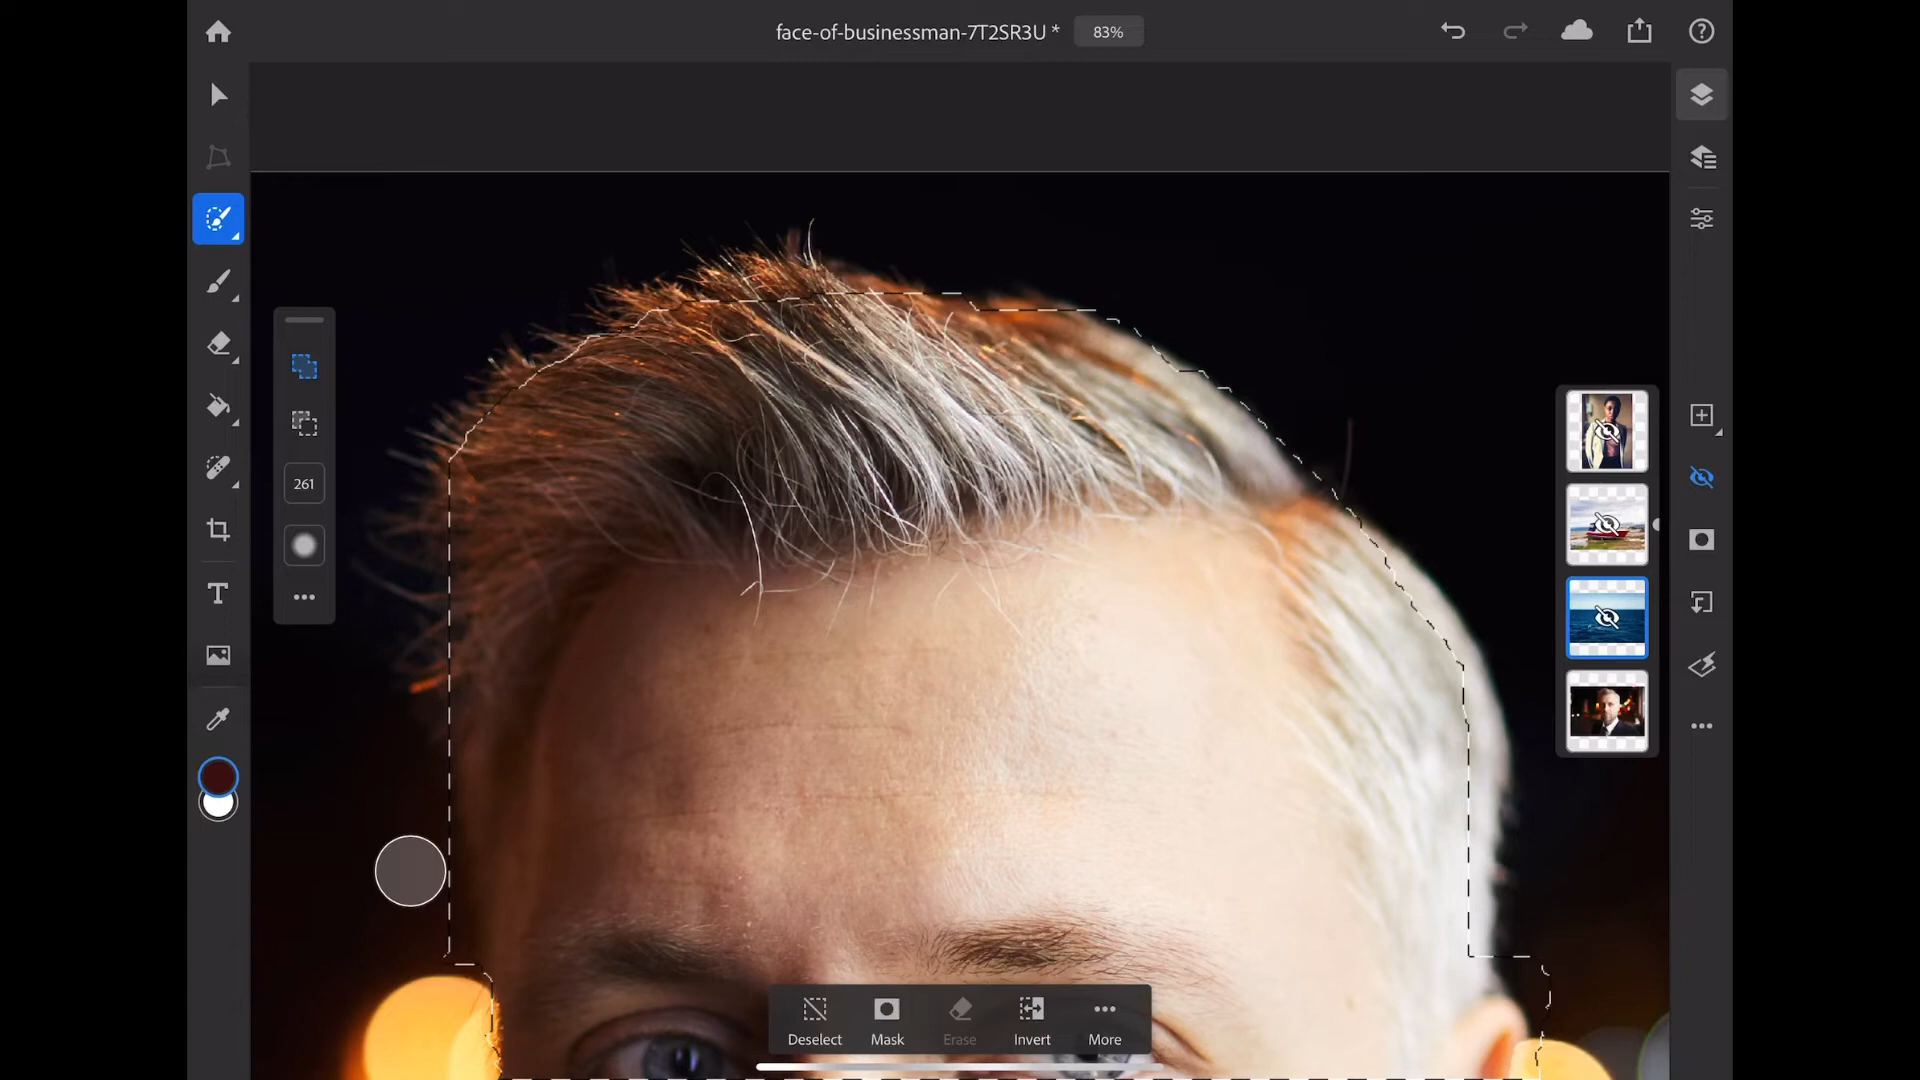 face-of-businessman-7T2SR3U *
83%
261
T
Deselect
Mask
Erase
Invert
More